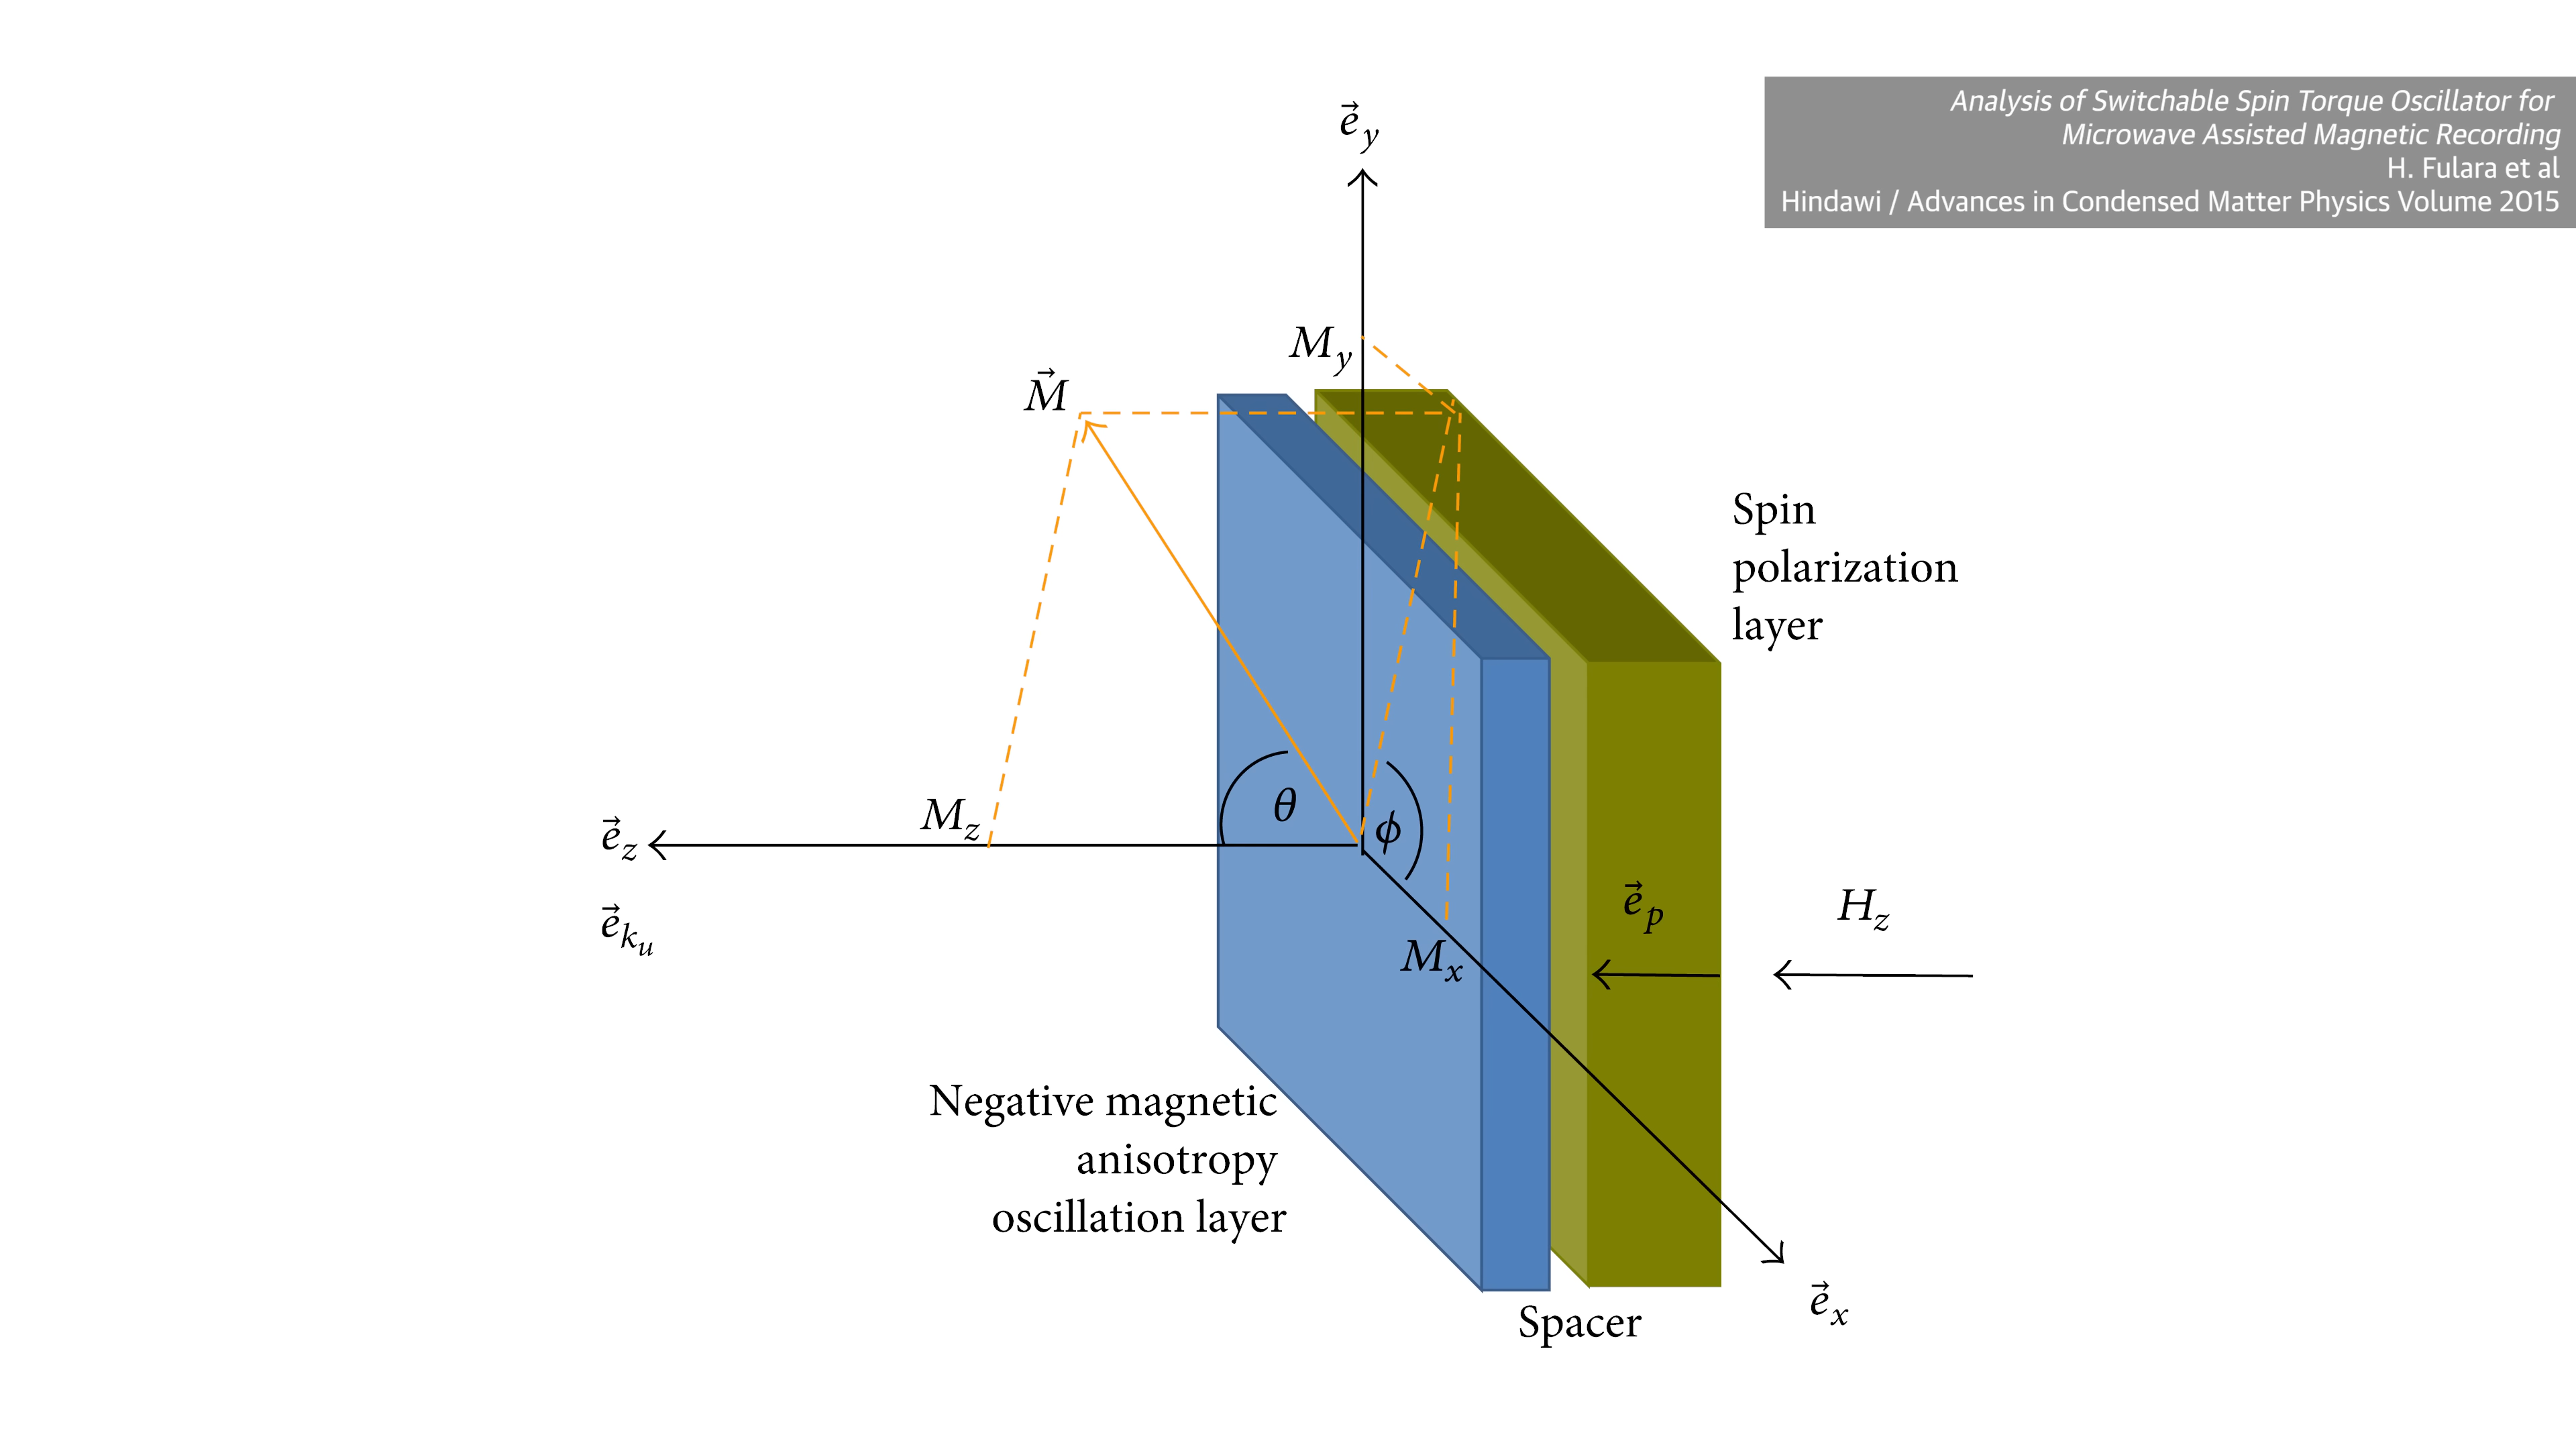 Analysis of Switchable Spin Torque Oscillator for
Microwave Assisted Magnetic Recording
H. Fulara et al
Hindawi / Advances in Condensed Matter Physics Volume 2015
e⃗y
My
M⃗
Spin
polarization
layer
θ
ϕ
Mz
e⃗z
e⃗ku
e⃗p
Hz
Mx
Negative magnetic
anisotropy
oscillation layer
e⃗x
Spacer